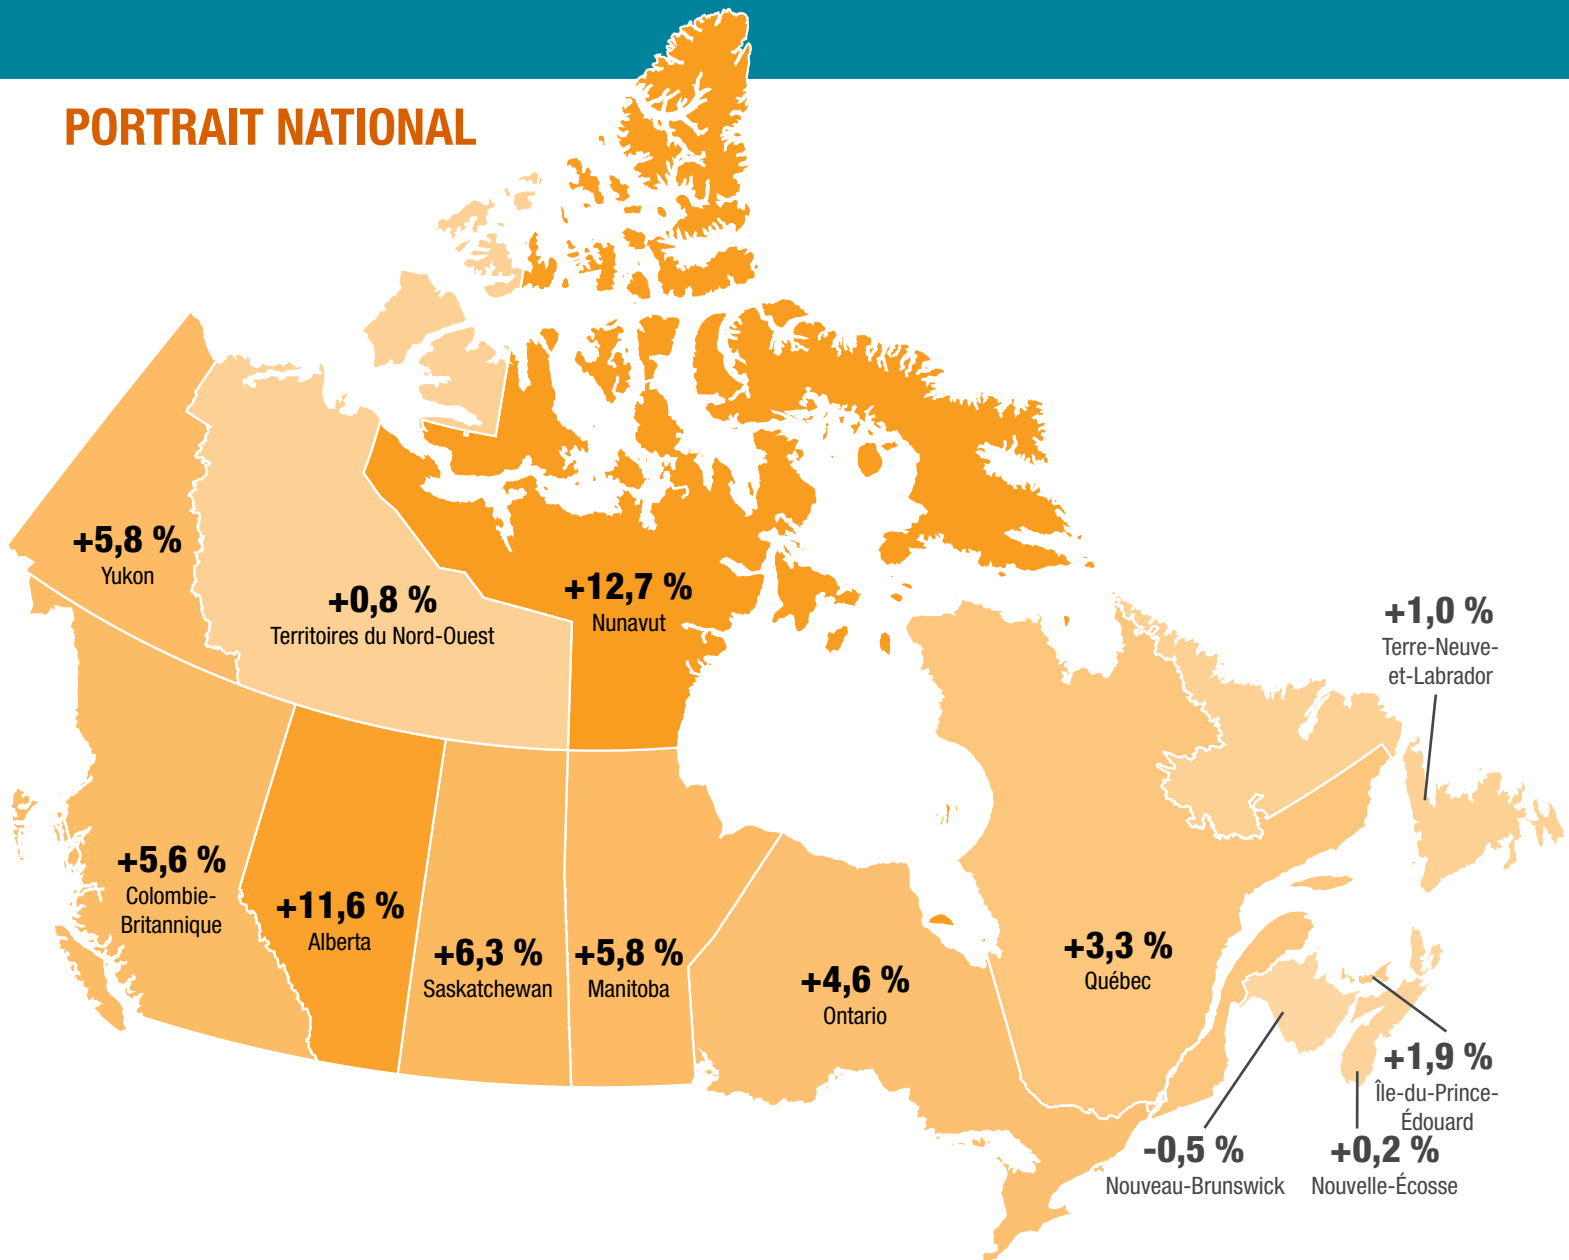 PORTRAIT NATIONAL
+5,8 %
Yukon
+0,8 %
Territoires du Nord-Ouest
+12,7 %
Nunavut
+1,0 %
Terre-Neuve-
et-Labrador
+5,6 %
Colombie-
Britannique
+11,6 %
Alberta
+6,3 %
Saskatchewan
+5,8 %
Manitoba
+4,6 %
Ontario
+3,3 %
Québec
+1,9 %
Île-du-Prince-
Édouard
-0,5 %
Nouveau-Brunswick
+0,2 %
Nouvelle-Écosse